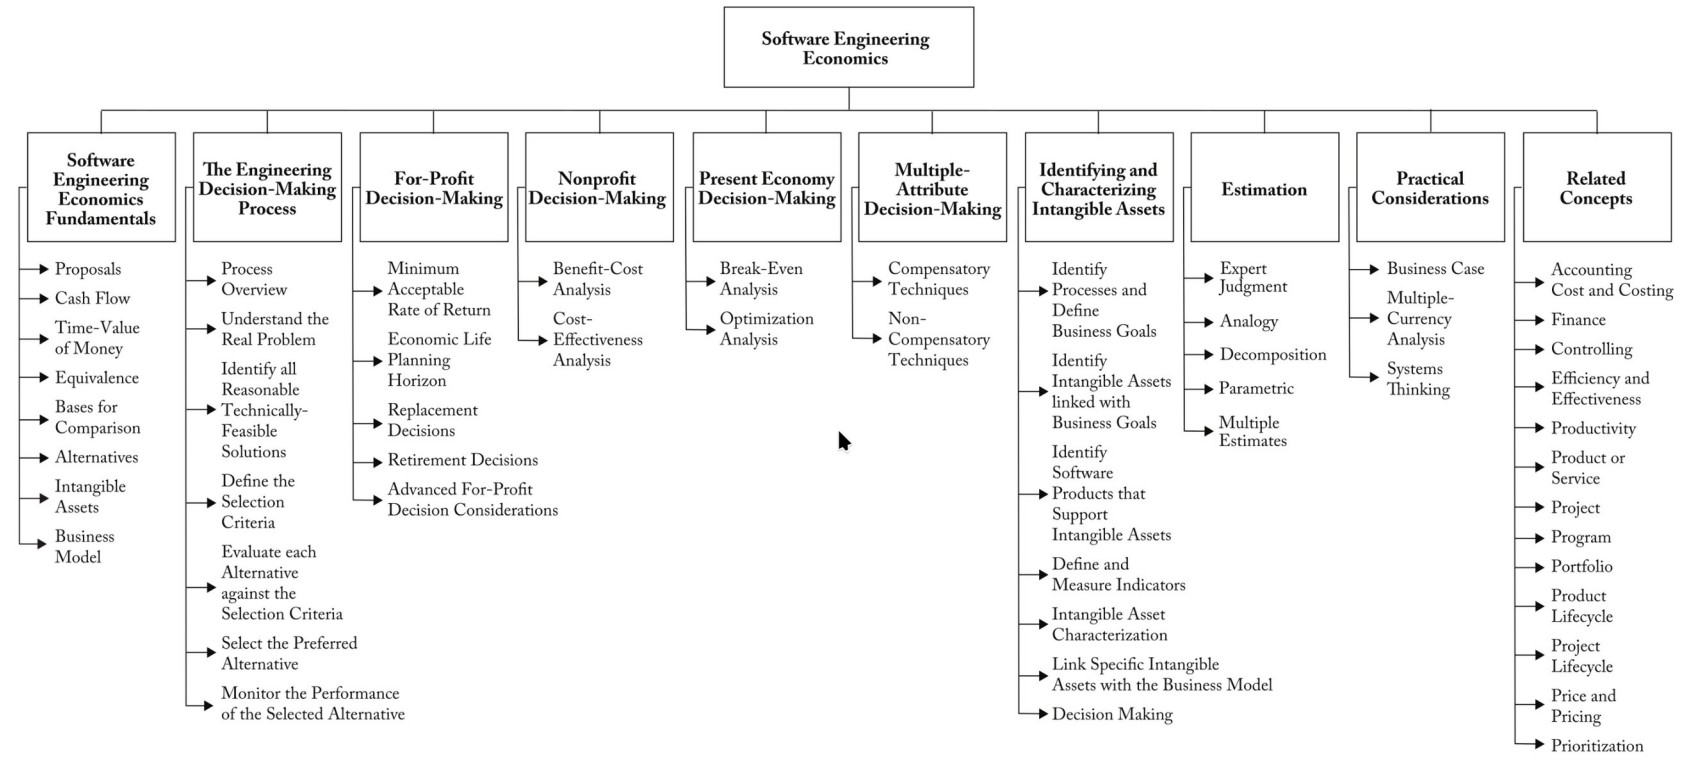 Software Engineering
Economics
Software
Engineering
Economics
Fundamentals
Proposals
Cash Flow
Time-Value
of Money
Equivalence
Bases for
Comparison
Alternatives
Intangible
Assets
Business
Model
The Engineering
Decision-Making
Process
Process
Overview
Understand the
Real Problem
Identify all
Reasonable
Technically-
Feasible
Solutions
Define the
Selection
Criteria
Evaluate each
Alternative
against the
Selection Criteria
Select the Preferred
Alternative
Monitor the Performance
of the Selected Alternative
For-Profit
Decision-Making
Minimum
Acceptable
Rate of Return
Economic Life
Planning
Horizon
Replacement
Decisions
Retirement Decisions
Advanced For-Profit
Decision Considerations
Nonprofit
Decision-Making
Benefit-Cost
Analysis
Cost-
Effectiveness
Analysis
Present Economy
Decision-Making
Break-Even
Analysis
Optimization
Analysis
Multiple-
Attribute
Decision-Making
Compensatory
Techniques
Non-
Compensatory
Techniques
Identifying and
Characterizing
Intangible Assets
Identify
Processes and
Define
Business Goals
Identify
Intangible Assets
linked with
Business Goals
Identify
Software
Products that
Support
Intangible Assets
Define and
Measure Indicators
Intangible Asset
Characterization
Link Specific Intangible
Assets with the Business Model
Decision Making
Estimation
Expert
Judgment
Analogy
Decomposition
Parametric
Multiple
Estimates
Practical
Considerations
Business Case
Multiple-
Currency
Analysis
Systems
Thinking
Related
Concepts
Accounting
Cost and Costing
Finance
Controlling
Efficiency and
Effectiveness
Productivity
Product or
Service
Project
Program
Portfolio
Product
Lifecycle
Project
Lifecycle
Price and
Pricing
Prioritization